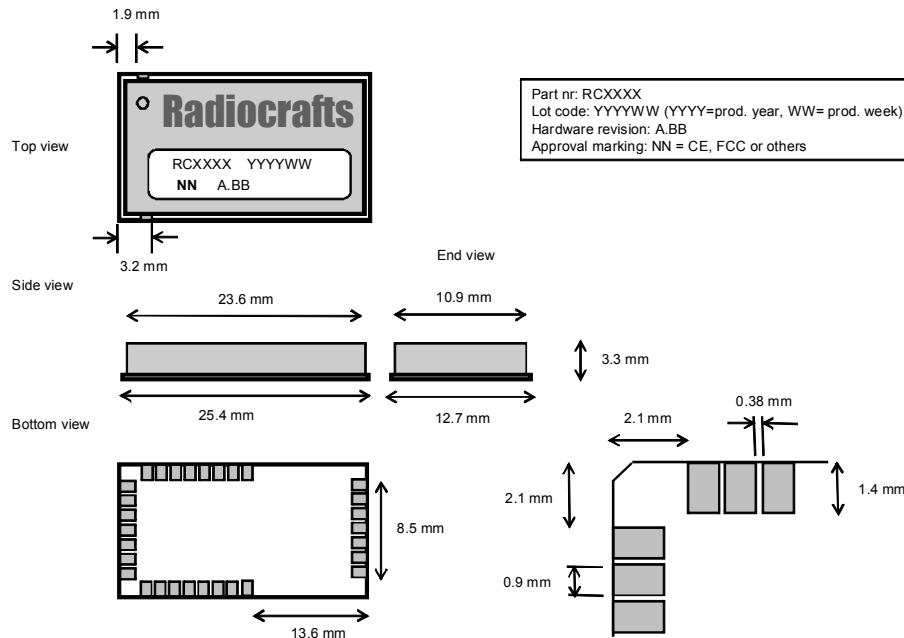 1.9 mm
Top view
Radiocrafts
RCXXXX YYYYWW
NN A.BB
Part nr: RCXXXX
Lot code: YYYYWW (YYYY=prod. year, WW= prod. week)
Hardware revision: A.BB
Approval marking: NN = CE, FCC or others
3.2 mm
End view
Side view
23.6 mm
10.9 mm
3.3 mm
25.4 mm
12.7 mm
Bottom view
0.38 mm
2.1 mm
2.1 mm
1.4 mm
8.5 mm
0.9 mm
13.6 mm